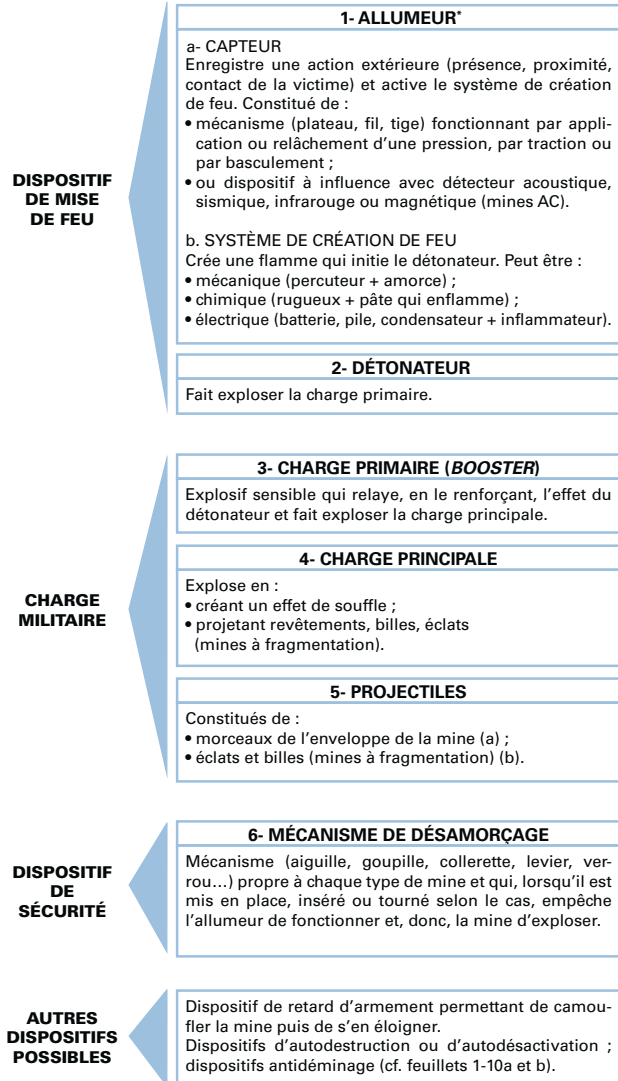 1- ALLUMEUR*
a- CAPTEUR
Enregistre une action extérieure (présence, proximité,
contact de la victime) et active le système de création
de feu. Constitué de :
• mécanisme (plateau, fil, tige) fonctionnant par appli-
cation ou relâchement d'une pression, par traction ou
par basculement ;
• ou dispositif à influence avec détecteur acoustique,
sismique, infrarouge ou magnétique (mines AC).
b. SYSTÈME DE CRÉATION DE FEU
Crée une flamme qui initie le détonateur. Peut être :
• mécanique (percuteur + amorce) ;
• chimique (rugueux + pâte qui enflamme) ;
• électrique (batterie, pile, condensateur + inflammateur).
DISPOSITIF
DE MISE
DE FEU
2- DÉTONATEUR
Fait exploser la charge primaire.
3- CHARGE PRIMAIRE (BOOSTER)
Explosif sensible qui relaye, en le renforçant, l'effet du
détonateur et fait exploser la charge principale.
4- CHARGE PRINCIPALE
Explose en :
• créant un effet de souffle ;
• projetant revêtements, billes, éclats
(mines à fragmentation).
CHARGE
MILITAIRE
5- PROJECTILES
Constitués de :
• morceaux de l'enveloppe de la mine (a) ;
• éclats et billes (mines à fragmentation) (b).
6- MÉCANISME DE DÉSAMORÇAGE
Mécanisme (aiguille, goupille, collerette, levier, ver-
rou…) propre à chaque type de mine et qui, lorsqu'il est
mis en place, inséré ou tourné selon le cas, empêche
l'allumeur de fonctionner et, donc, la mine d'exploser.
DISPOSITIF
DE
SÉCURITÉ
AUTRES
DISPOSITIFS
POSSIBLES
Dispositif de retard d'armement permettant de camou-
fler la mine puis de s'en éloigner.
Dispositifs d'autodestruction ou d'autodésactivation ;
dispositifs antidéminage (cf. feuillets 1-10a et b).